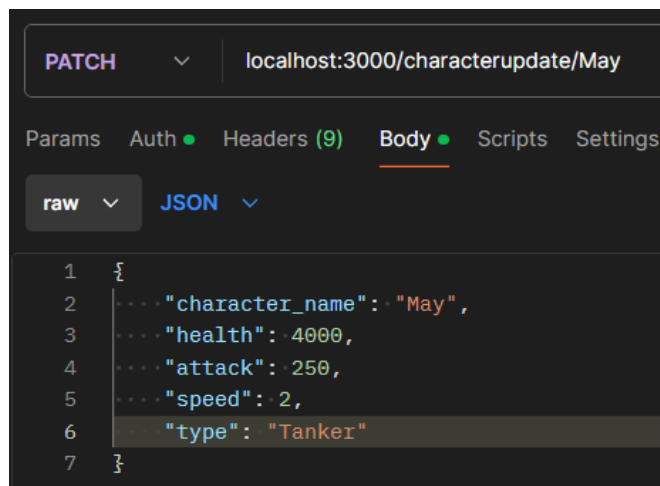 PATCH localhost:3000/characterupdate/May
Params Auth Headers (9) Body Scripts Settings
raw JSON
1 {
2 "character_name": "May",
3 "health": 4000,
4 "attack": 250,
5 "speed": 2,
6 "type": "Tanker"
7 }